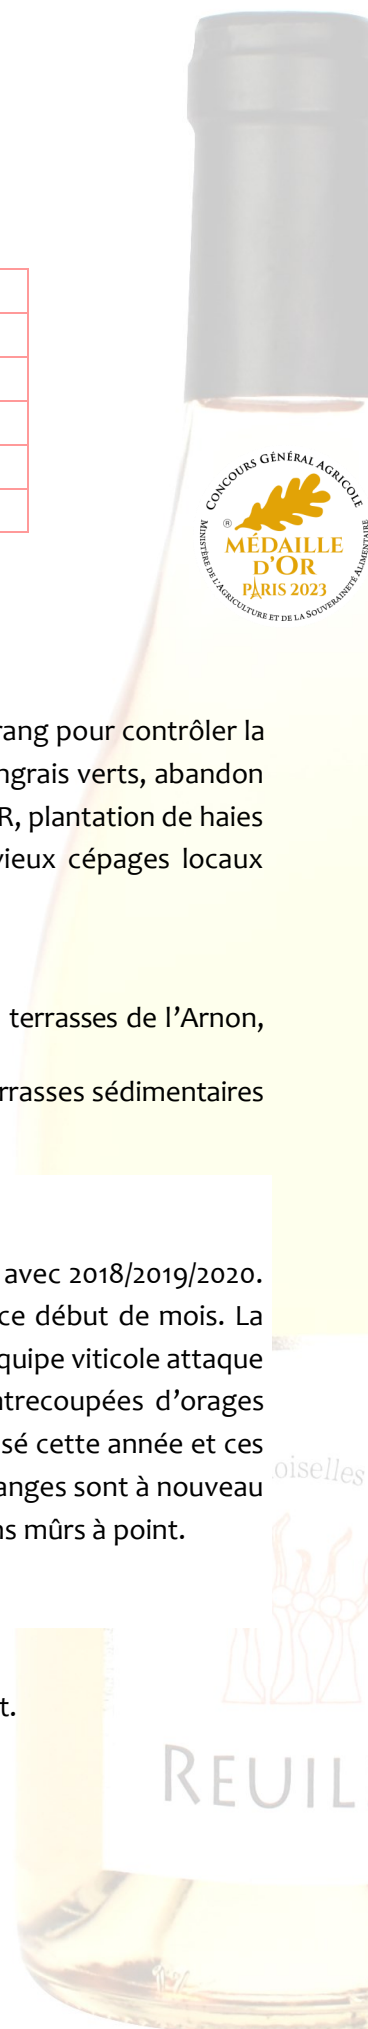 CONCOURS GÉNÉRAL AGRICOLE
®
MÉDAILLE
D'OR
PARIS 2023
MINISTÈRE DE L'AGRICULTURE ET DE LA SOUVERAINETÉ ALIMENTAIRE
rang pour contrôler la
ngrais verts, abandon
R, plantation de haies
vieux cépages locaux
terrasses de l'Arnon,
rrasses sédimentaires
avec 2018/2019/2020.
ce début de mois. La
quipe viticole attaque
ntrecoupées d'orages
sé cette année et ces
anges sont à nouveau
ns mûrs à point.
oiselles
t.
REUIL